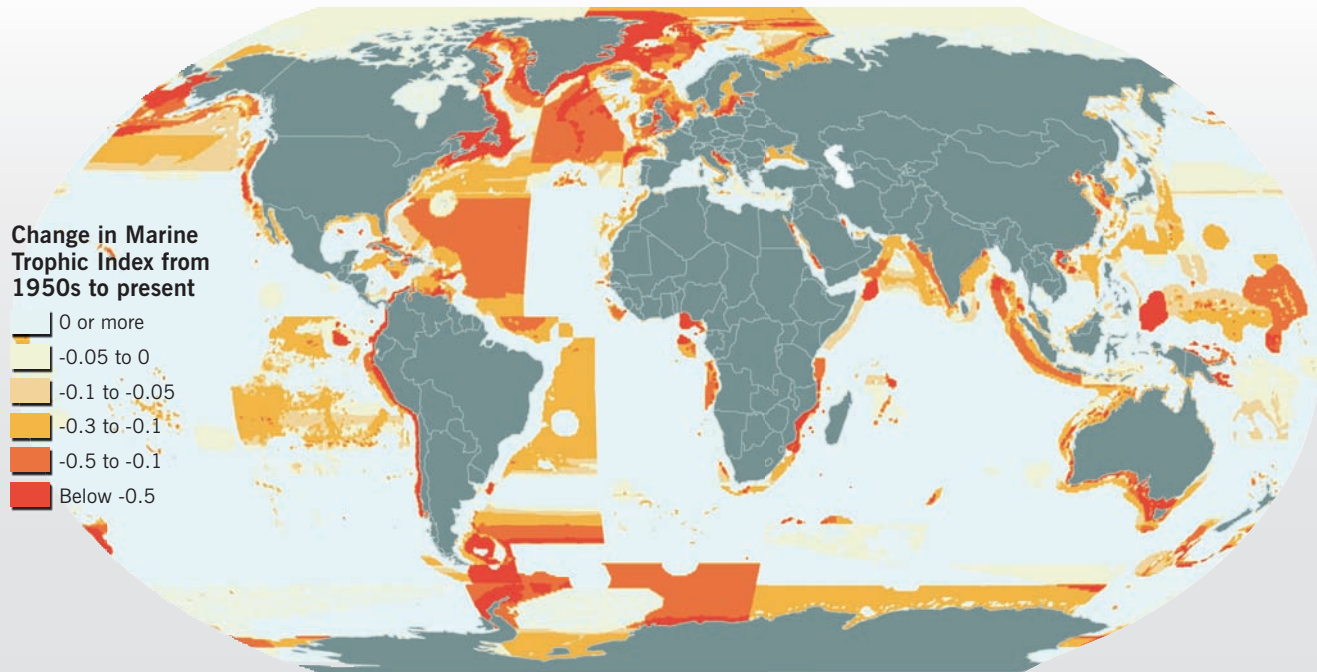 Change in Marine
Trophic Index from
1950s to present
0 or more
-0.05 to 0
-0.1 to -0.05
-0.3 to -0.1
-0.5 to -0.1
Below -0.5